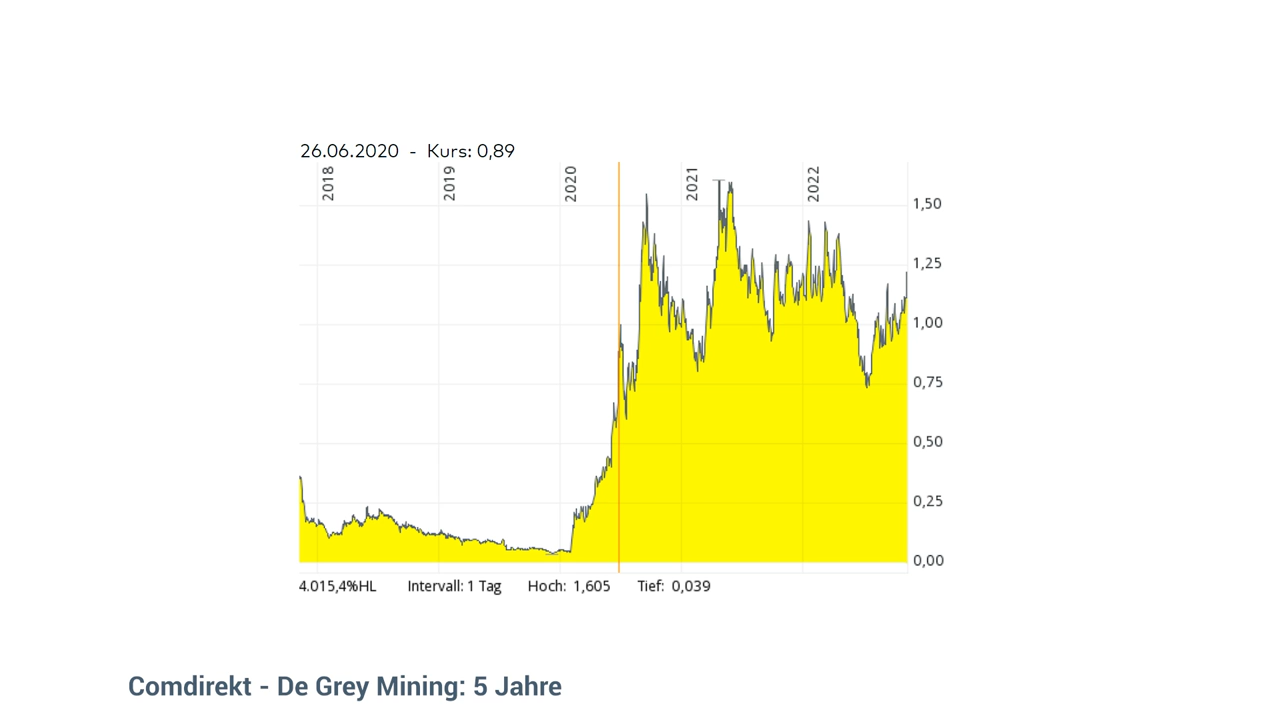 26.06.2020 - Kurs: 0,89
2018 2019 2020 2021 2022
1,50
1,25
1,00
0,75
0,50
0,25
0,00
4.015,4%HL Intervall: 1 Tag Hoch: 1,605 Tief: 0,039
Comdirekt - De Grey Mining: 5 Jahre